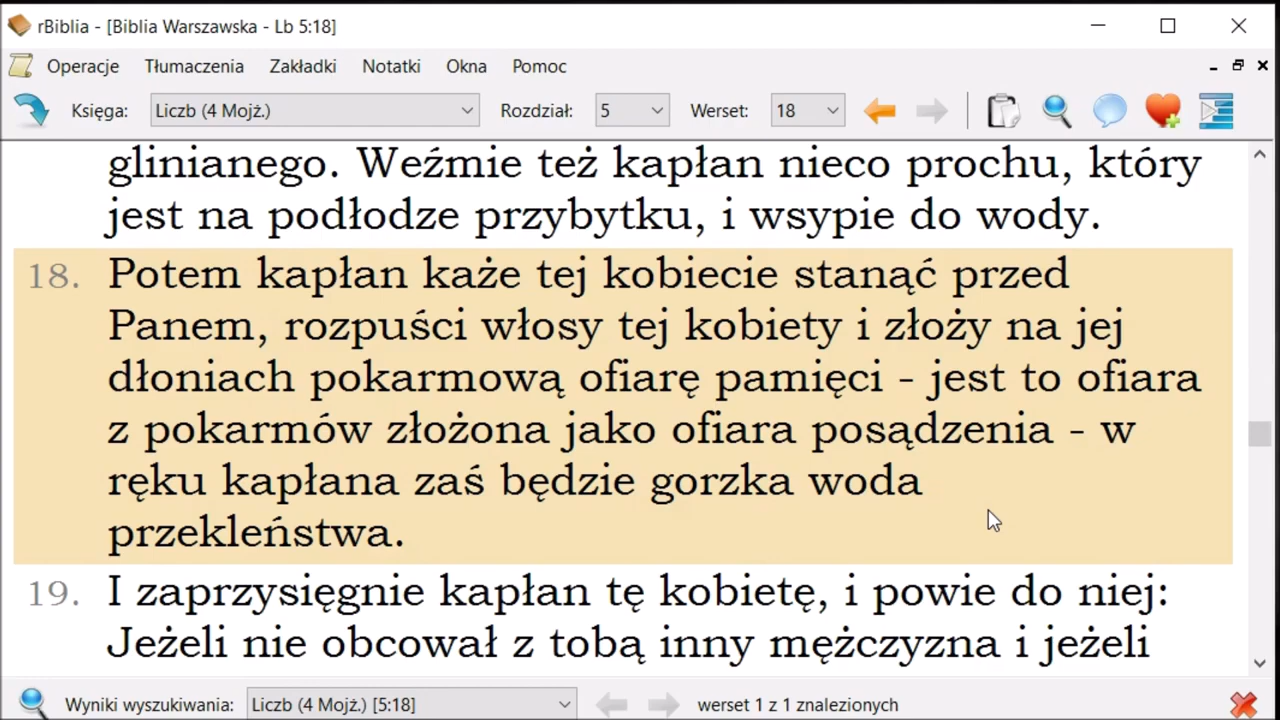 rBiblia - [Biblia Warszawska - Lb 5:18]
Operacje Tłumaczenia Zakładki Notatki Okna Pomoc
Księga: Liczb (4 Mojż.) Rozdział: 5 Werset: 18
glinianego. Weźmie też kapłan nieco prochu, który
jest na podłodze przybytku, i wsypie do wody.
18. Potem kapłan każe tej kobiecie stanąć przed
Panem, rozpuści włosy tej kobiety i złoży na jej
dłoniach pokarmową ofiarę pamięci - jest to ofiara
z pokarmów złożona jako ofiara posądzenia - w
ręku kapłana zaś będzie gorzka woda
przekleństwa.
19. I zaprzysięgnie kapłan tę kobietę, i powie do niej:
Jeżeli nie obcował z tobą inny mężczyzna i jeżeli
Wyniki wyszukiwania: Liczb (4 Mojż.) [5:18] werset 1 z 1 znalezionych